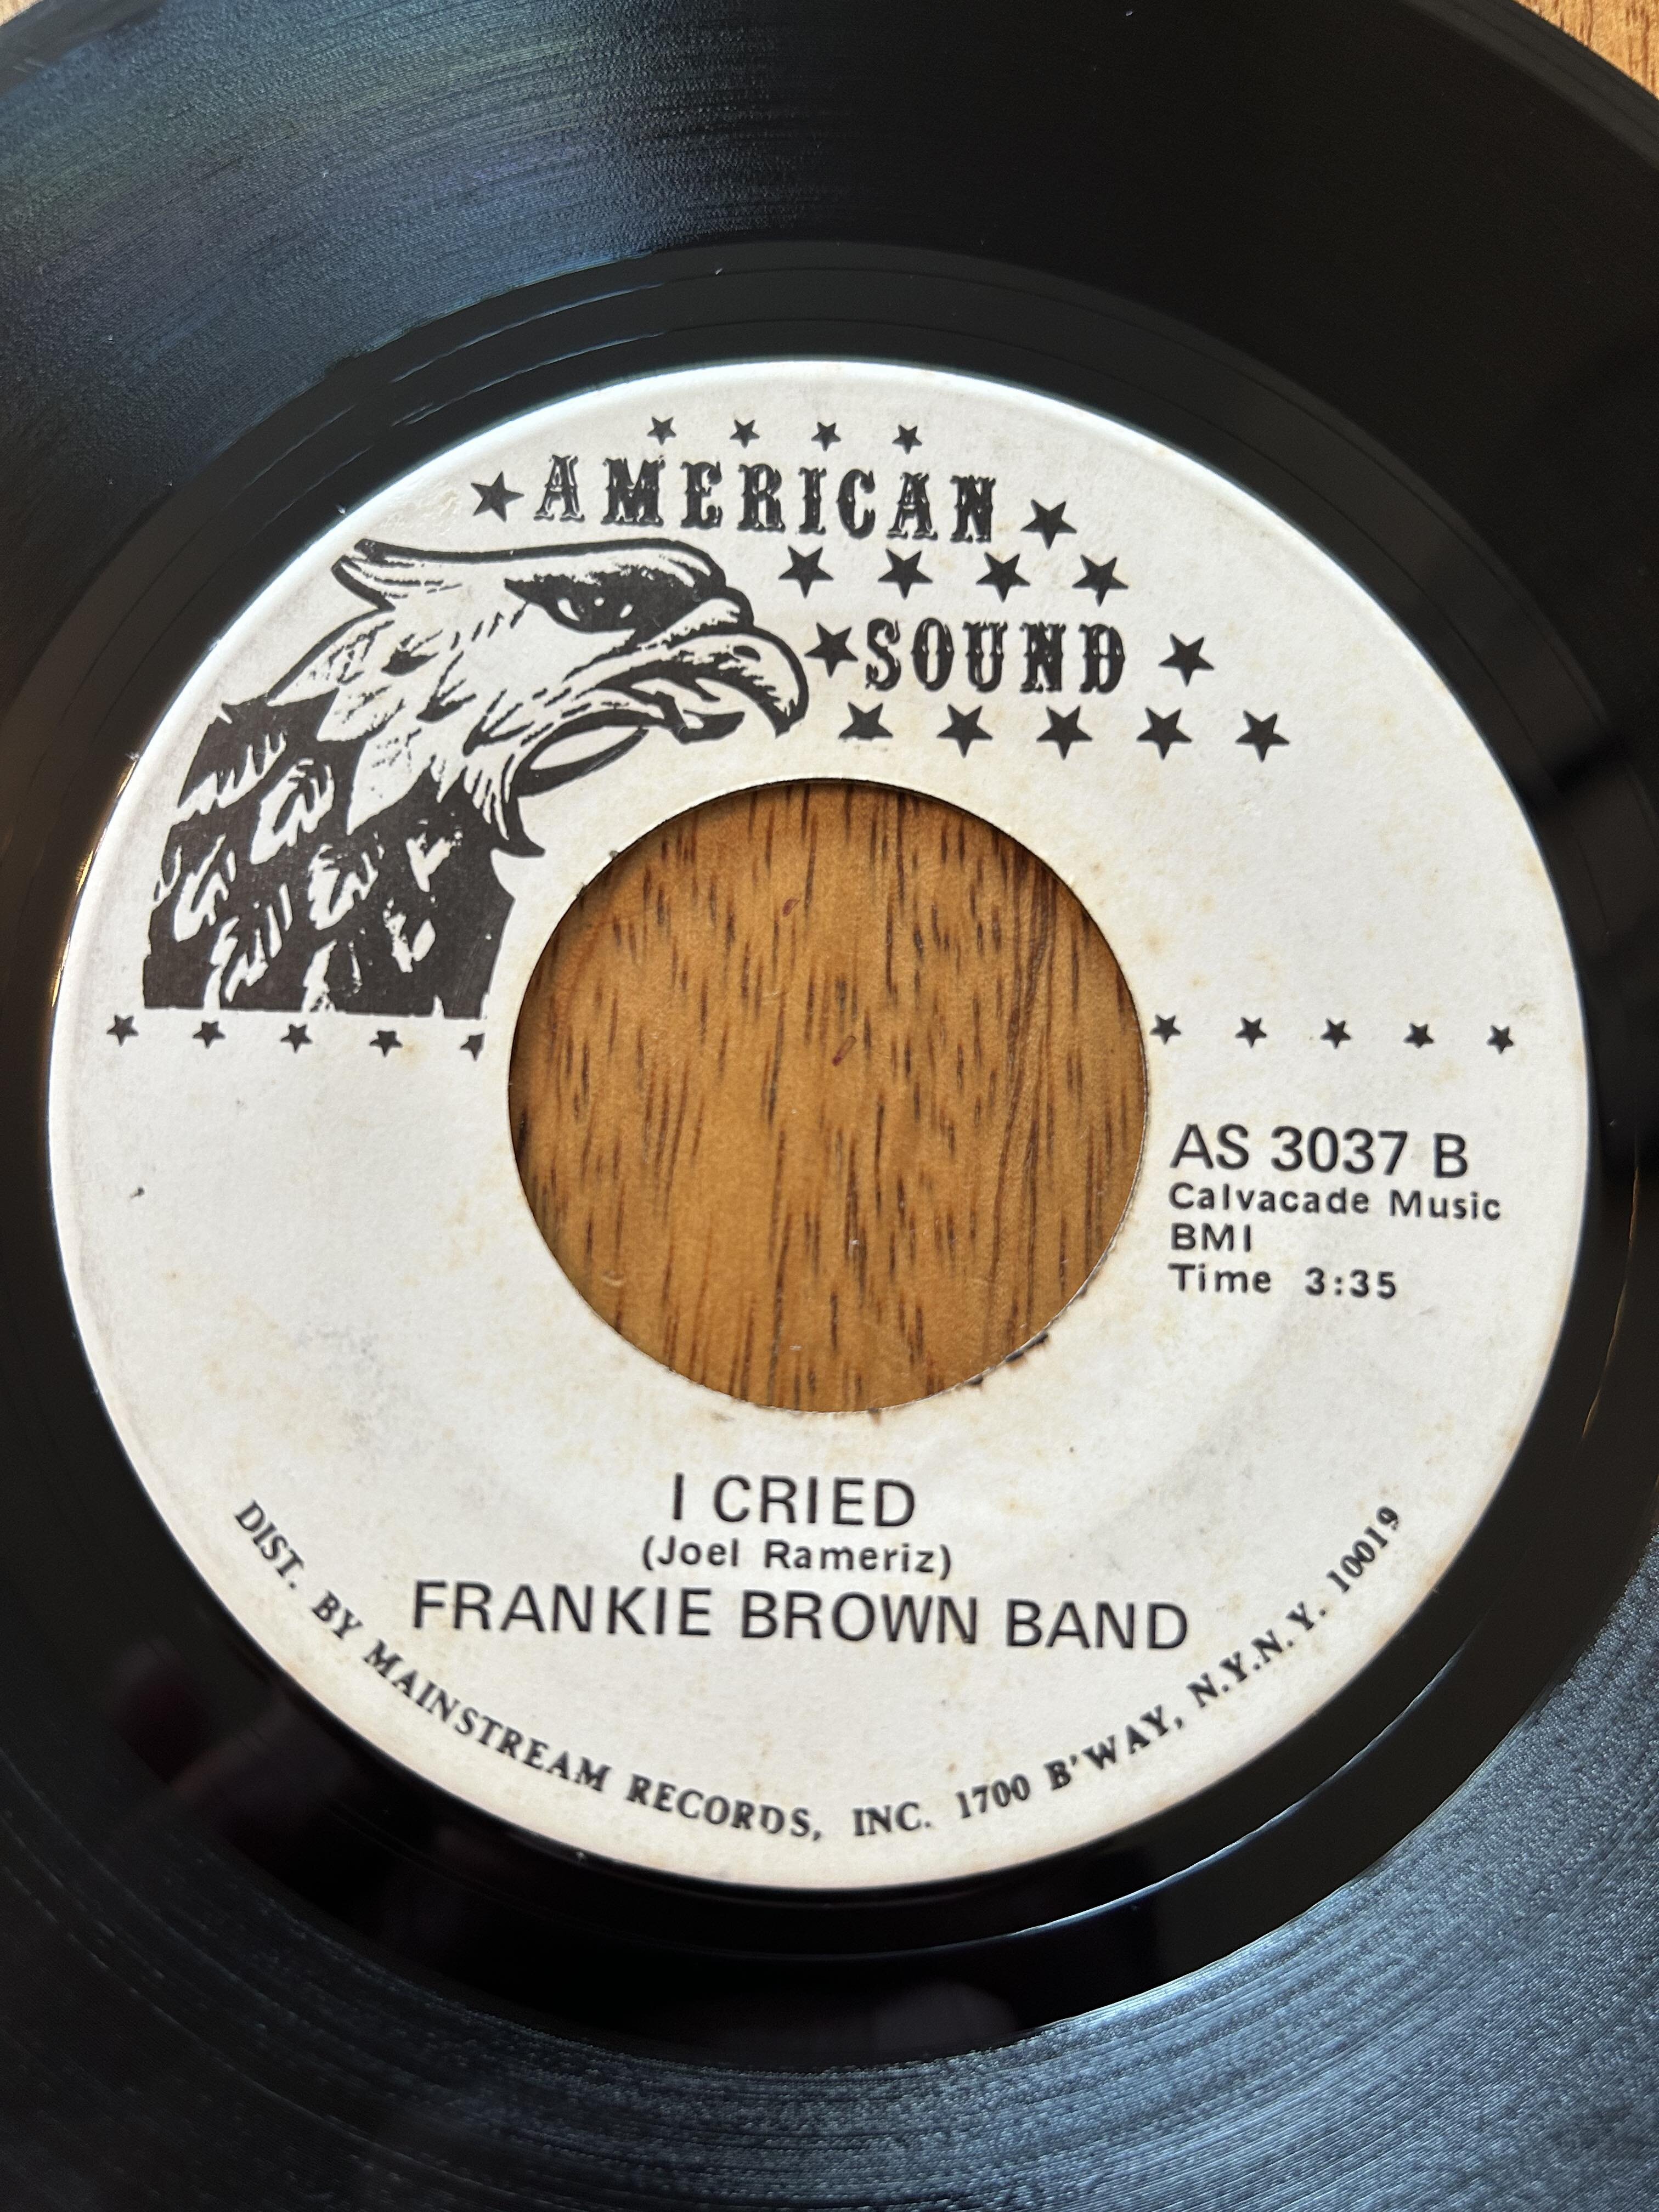 AMERICAN
SOUND
AS 3037 B
Calvacade Music
BMI
Time 3:35
I CRIED
(Joel Rameriz)
FRANKIE BROWN BAND
DIST. BY MAINSTREAM RECORDS, INC. 1700 B'WAY, N.Y.N.Y. 10019